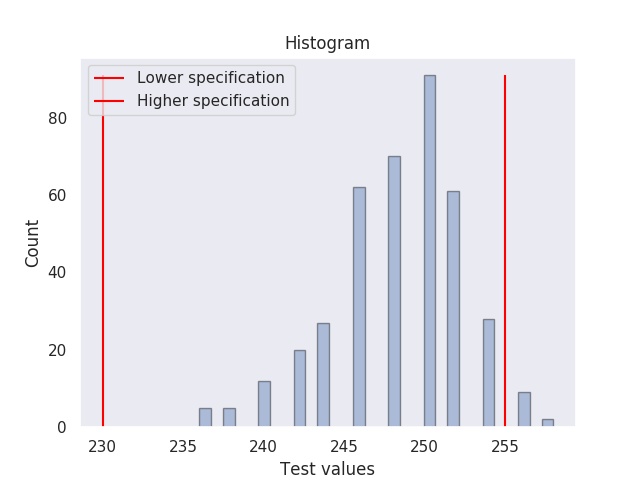 Histogram
Lower specification
Higher specification
80
60
40
20
0
Count
230 235 240 245 250 255
Test values